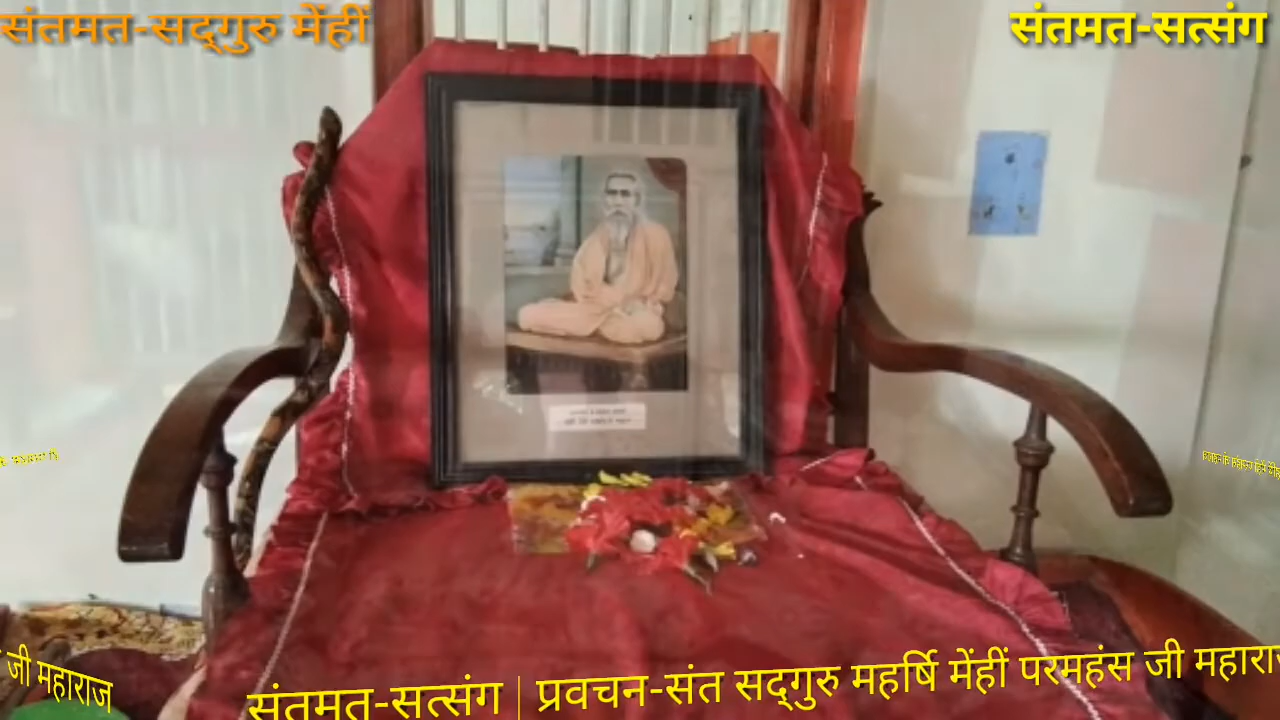 संतमत-सद्गुरु मेंहीं
संतमत-सत्संग
जी महाराज
संतमत-सत्संग | प्रवचन-संत सद्गुरु महर्षि मेंहीं परमहंस जी महाराज